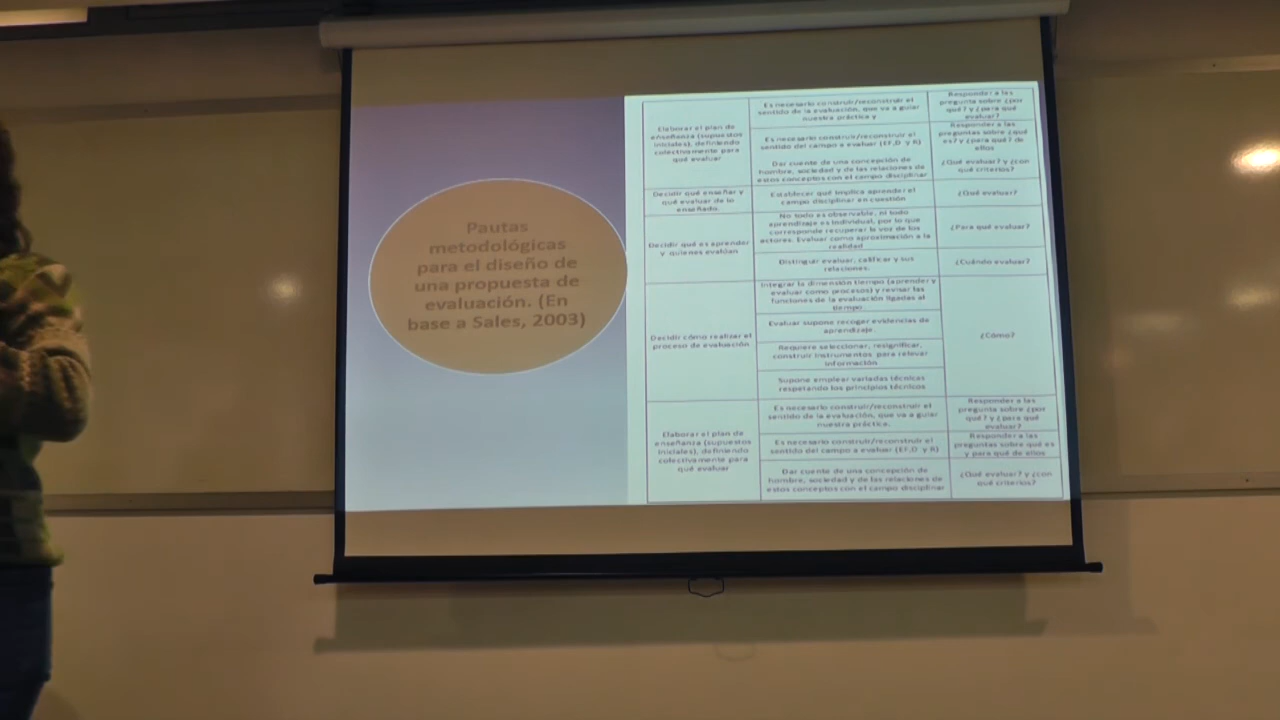 Pautas
metodológicas
para el diseño de
una propuesta de
evaluación. (En
base a Sales, 2003)
Elaborar el plan de
enseñanza (supuestos
iniciales), definiendo
colectivamente para
qué evaluar
Es necesario construir/reconstruir el
sentido de la evaluación, que va a guiar
nuestra práctica y
Responder a las
pregunta sobre ¿por
qué? y ¿para qué?
evaluar?
Es necesario construir/reconstruir el
sentido del campo a evaluar (EF,D y R)
Responder a las
preguntas sobre ¿qué
es? y ¿para qué? de
ellos
Dar cuente de una concepción de
hombre, sociedad y de las relaciones de
estos conceptos con el campo disciplinar
¿Qué evaluar? y ¿con
qué criterios?
Decidir qué enseñar y
qué evaluar de lo
enseñado.
Establecer qué implica aprender el
campo disciplinar en cuestión
¿Qué evaluar?
Decidir qué es aprender
y quienes evalúan
No todo es observable, ni todo
aprendizaje es individual, por lo que
corresponde recuperar la voz de los
actores. Evaluar como aproximación a la
realidad
¿Para qué evaluar?
Distinguir evaluar, calificar y sus
relaciones.
¿Cuándo evaluar?
Decidir cómo realizar el
proceso de evaluación
Integrar la dimensión tiempo (aprender y
evaluar como procesos) y revisar las
funciones de la evaluación ligadas al
tiempo.
¿Cómo?
Evaluar supone recoger evidencias de
aprendizaje.
Requiere seleccionar, resignificar,
construir instrumentos para relevar
información
Supone emplear variadas técnicas
respetando los principios técnicos
Elaborar el plan de
enseñanza (supuestos
iniciales), definiendo
colectivamente para
qué evaluar
Es necesario construir/reconstruir el
sentido de la evaluación, que va a guiar
nuestra práctica.
Responder a las
pregunta sobre ¿por
qué? y ¿para qué?
evaluar?
Es necesario construir/reconstruir el
sentido del campo a evaluar (EF,D y R)
Responder a las
preguntas sobre qué es
y para qué de ellos
Dar cuente de una concepción de
hombre, sociedad y de las relaciones de
estos conceptos con el campo disciplinar
¿Qué evaluar? y ¿con
qué criterios?